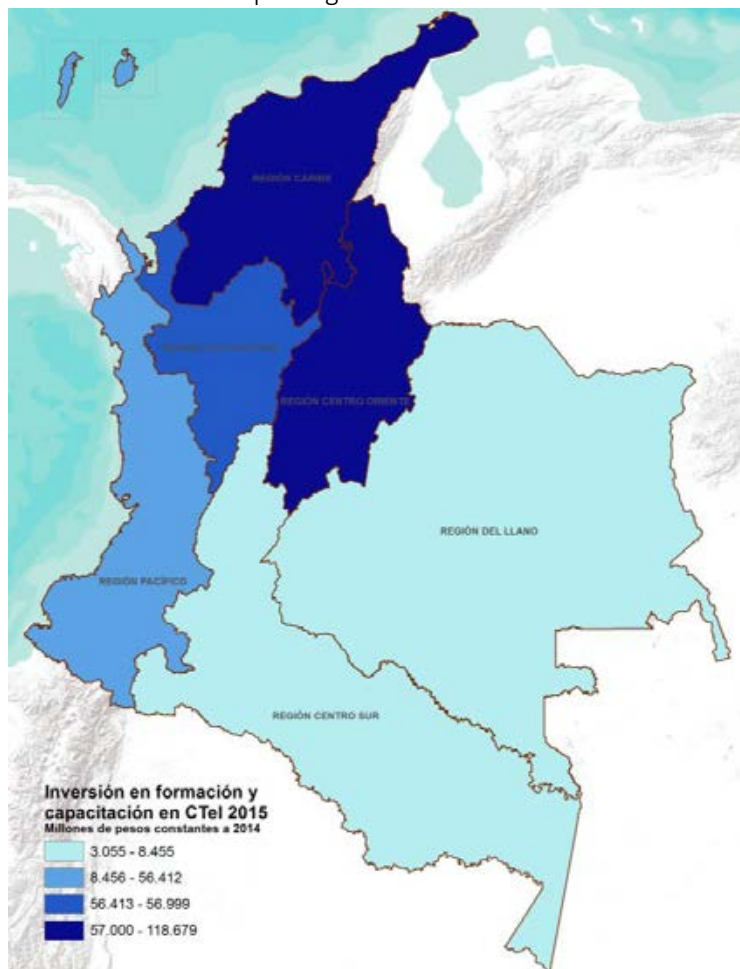 REGIÓN CARIBE
REGIÓN CENTRO ORIENTE
REGIÓN DEL LLANO
REGIÓN PACÍFICO
REGIÓN CENTRO SUR
Inversión en formación y
capacitación en CTeI 2015
Millones de pesos constantes a 2014
3.055 - 8.455
8.456 - 56.412
56.413 - 56.999
57.000 - 118.679